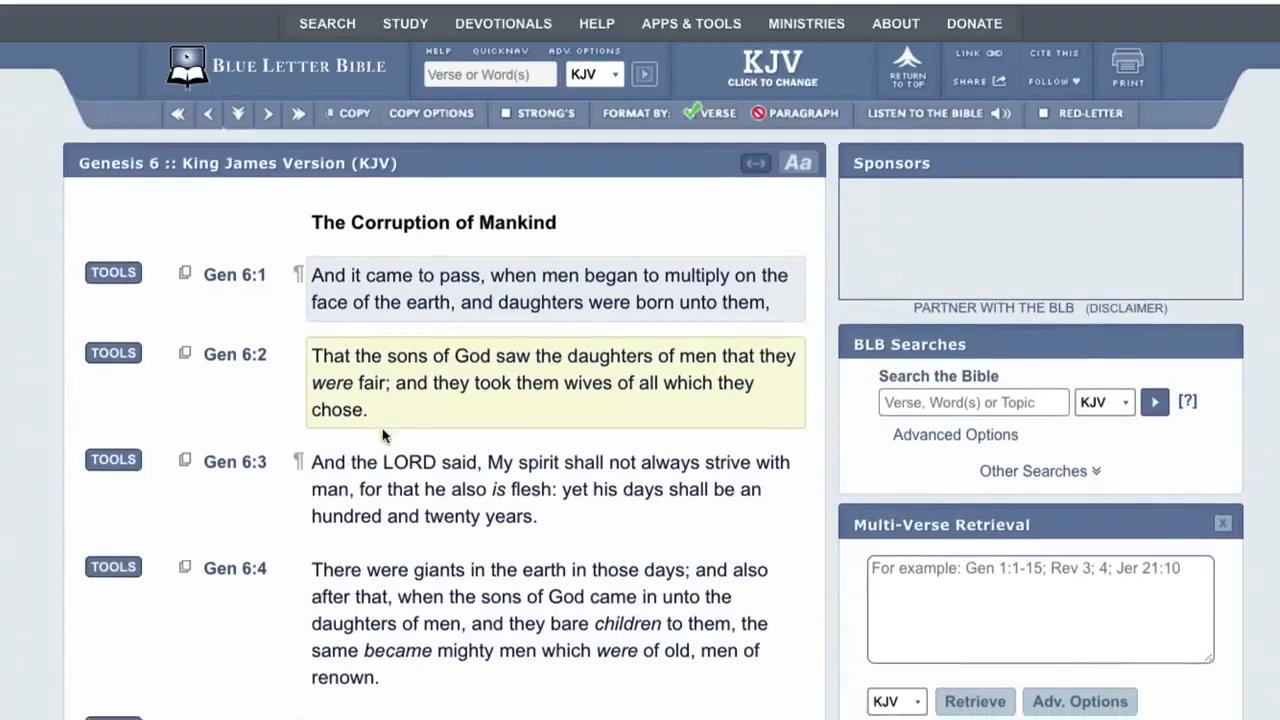 SEARCH STUDY DEVOTIONALS HELP APPS & TOOLS MINISTRIES ABOUT DONATE
BLUE LETTER BIBLE
HELP QUICKNAV ADV. OPTIONS
Verse or Word(s) KJV
KJV
CLICK TO CHANGE
RETURN
TO TOP
LINK CITE THIS
SHARE FOLLOW
PRINT
COPY COPY OPTIONS STRONG'S FORMAT BY: VERSE PARAGRAPH LISTEN TO THE BIBLE RED-LETTER
Genesis 6 :: King James Version (KJV) Aa
The Corruption of Mankind
TOOLS Gen 6:1 ¶ And it came to pass, when men began to multiply on the
face of the earth, and daughters were born unto them,
TOOLS Gen 6:2 That the sons of God saw the daughters of men that they
were fair; and they took them wives of all which they
chose.
TOOLS Gen 6:3 ¶ And the LORD said, My spirit shall not always strive with
man, for that he also is flesh: yet his days shall be an
hundred and twenty years.
TOOLS Gen 6:4 There were giants in the earth in those days; and also
after that, when the sons of God came in unto the
daughters of men, and they bare children to them, the
same became mighty men which were of old, men of
renown.
Sponsors
PARTNER WITH THE BLB (DISCLAIMER)
BLB Searches
Search the Bible
Verse, Word(s) or Topic KJV [?]
Advanced Options
Other Searches
Multi-Verse Retrieval X
For example: Gen 1:1-15; Rev 3; 4; Jer 21:10
KJV Retrieve Adv. Options